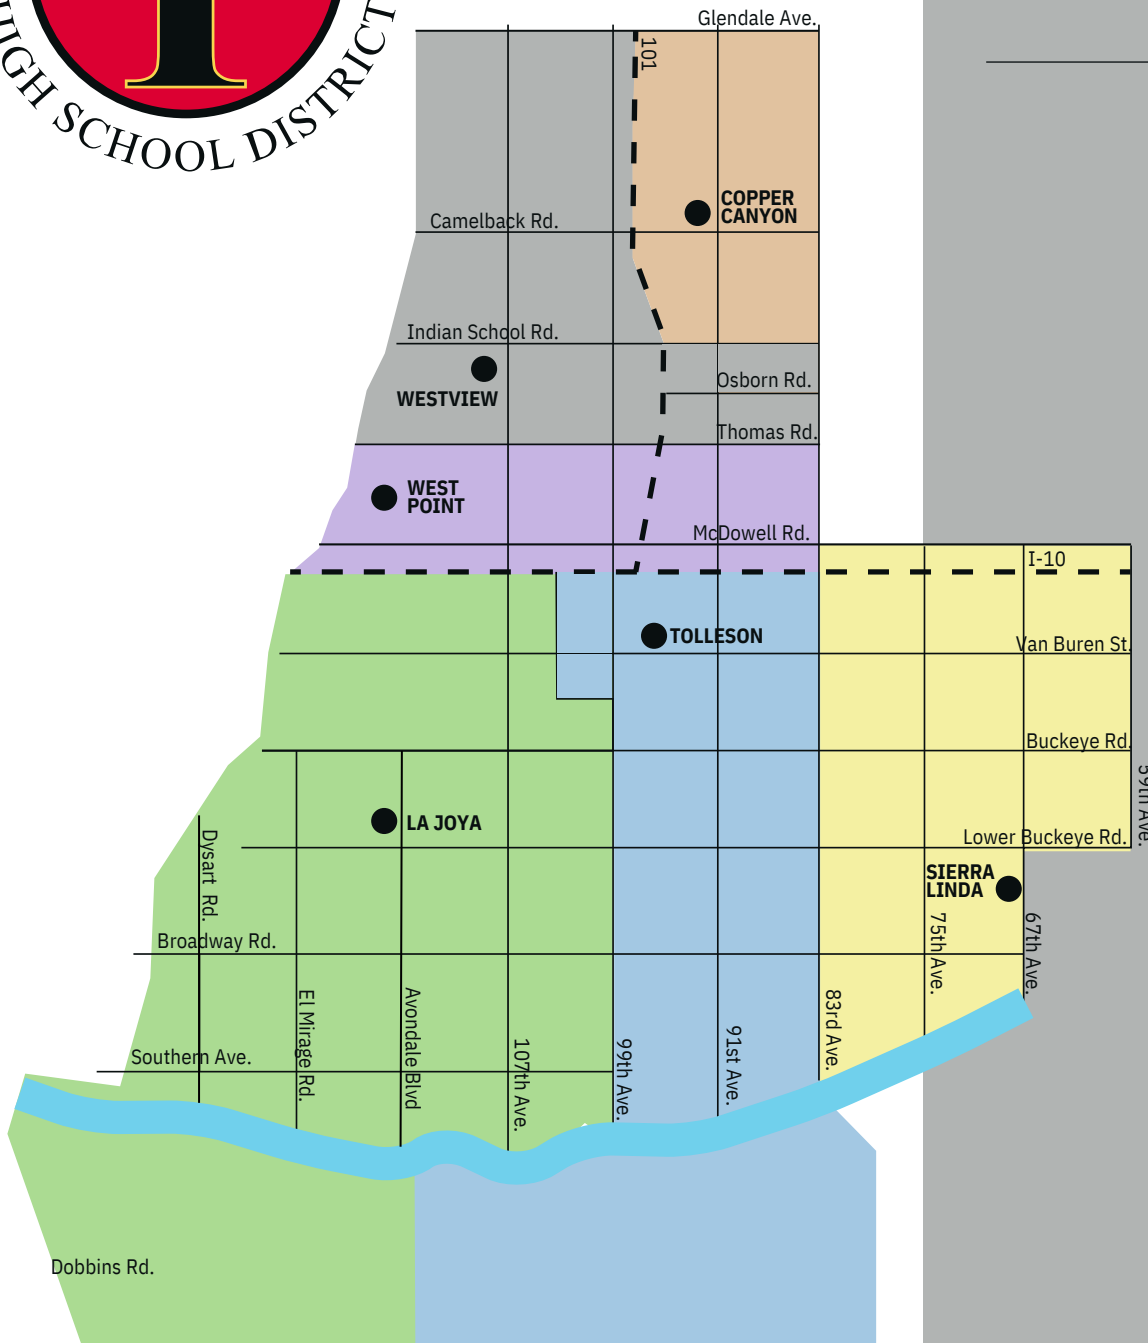 HIGH SCHOOL DISTRICT
Glendale Ave.
101
COPPER
CANYON
Camelback Rd.
Indian School Rd.
WESTVIEW
Osborn Rd.
Thomas Rd.
WEST
POINT
McDowell Rd.
I-10
TOLLESON
Van Buren St.
Buckeye Rd.
59th Ave.
LA JOYA
Lower Buckeye Rd.
Dysart Rd.
SIERRA
LINDA
75th Ave.
67th Ave.
Broadway Rd.
El Mirage Rd.
Avondale Blvd
83rd Ave.
Southern Ave.
107th Ave.
99th Ave.
91st Ave.
Dobbins Rd.